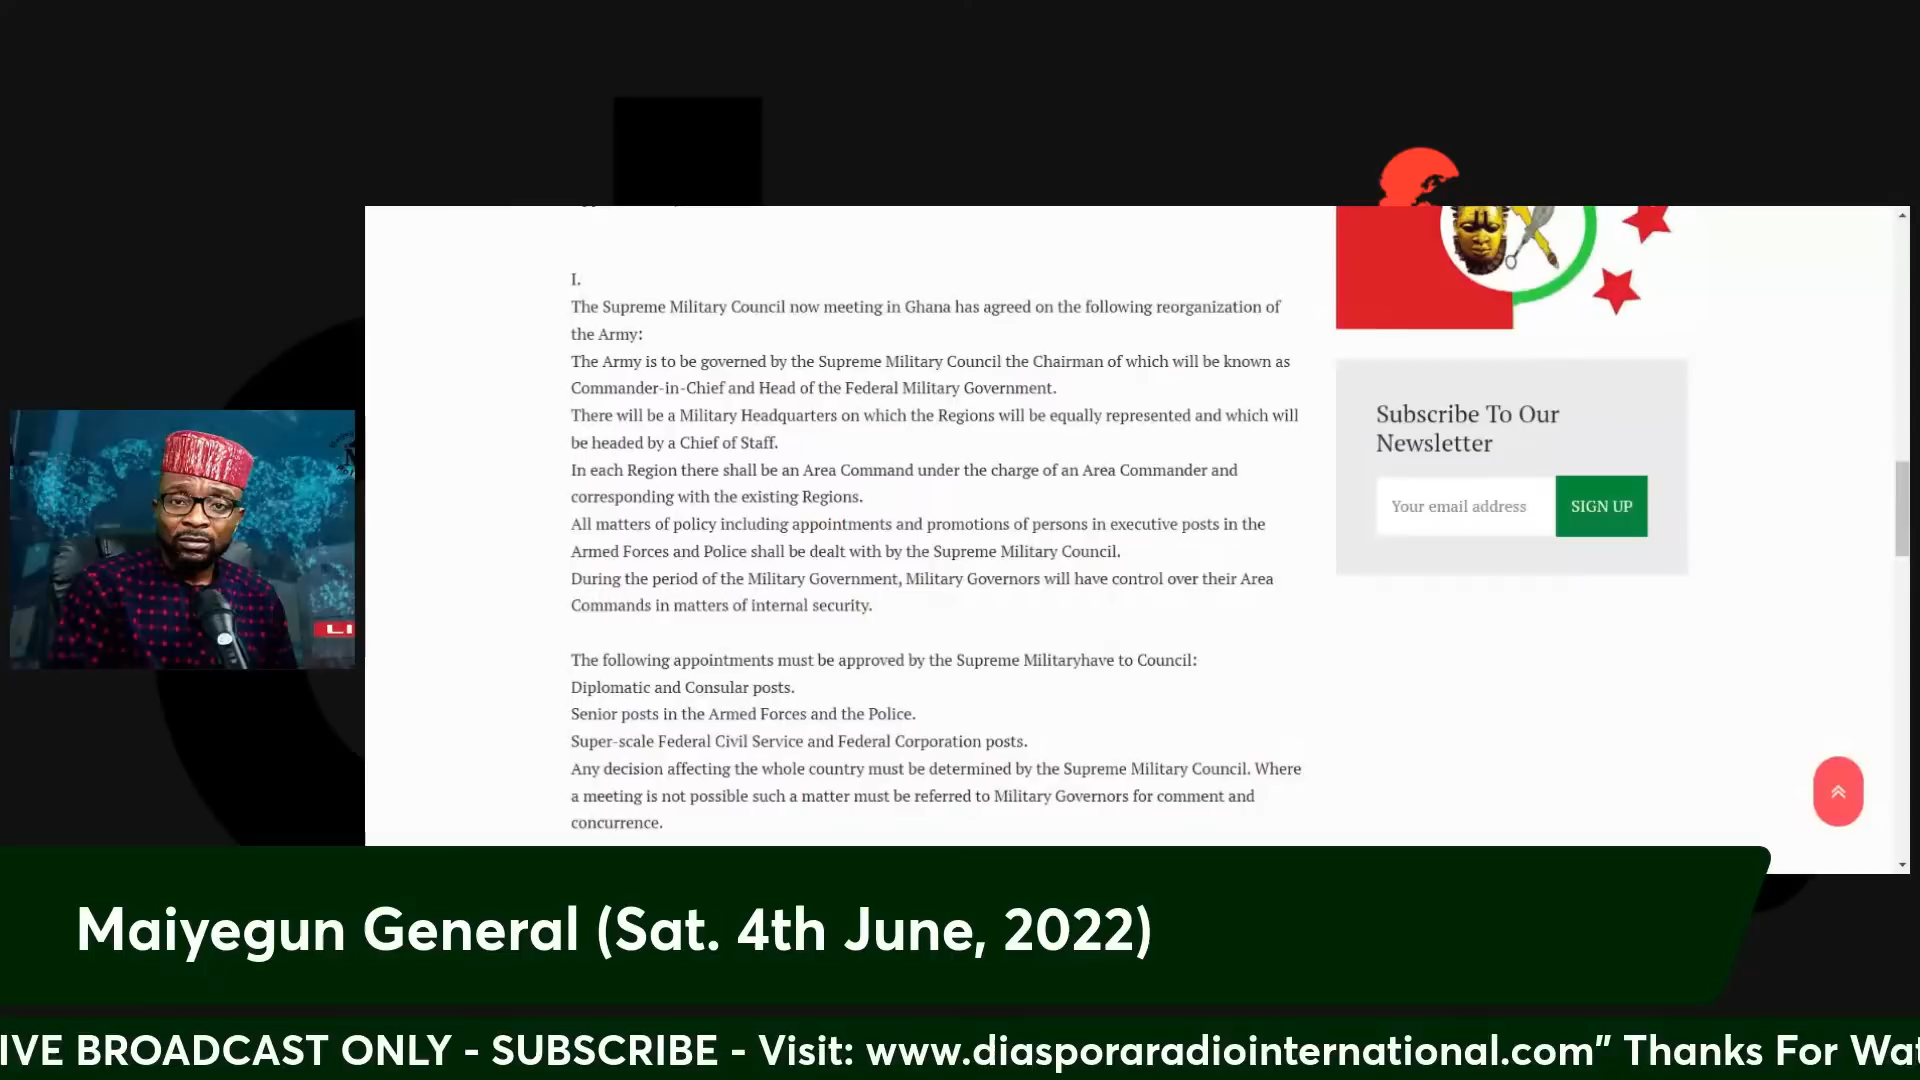 I.
The Supreme Military Council now meeting in Ghana has agreed on the following reorganization of
the Army:
The Army is to be governed by the Supreme Military Council the Chairman of which will be known as
Commander-in-Chief and Head of the Federal Military Government.
There will be a Military Headquarters on which the Regions will be equally represented and which will
be headed by a Chief of Staff.
In each Region there shall be an Area Command under the charge of an Area Commander and
corresponding with the existing Regions.
All matters of policy including appointments and promotions of persons in executive posts in the
Armed Forces and Police shall be dealt with by the Supreme Military Council.
During the period of the Military Government, Military Governors will have control over their Area
Commands in matters of internal security.
The following appointments must be approved by the Supreme Militaryhave to Council:
Diplomatic and Consular posts.
Senior posts in the Armed Forces and the Police.
Super-scale Federal Civil Service and Federal Corporation posts.
Any decision affecting the whole country must be determined by the Supreme Military Council. Where
a meeting is not possible such a matter must be referred to Military Governors for comment and
concurrence.
Subscribe To Our
Newsletter
Your email address
SIGN UP
LI
Maiyegun General (Sat. 4th June, 2022)
IVE BROADCAST ONLY - SUBSCRIBE - Visit: www.diasporaradiointernational.com" Thanks For Wat